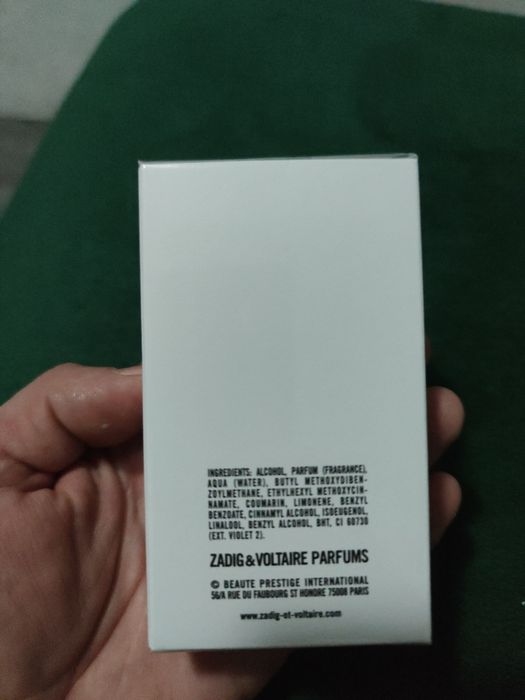 INGREDIENTS: ALCOHOL, PARFUM (FRAGRANCE),
AQUA (WATER), BUTYL METHOXYDIBEN-
ZOYLMETHANE, ETHYLHEXYL METHOXYCIN-
NAMATE, COUMARIN, LIMONENE, BENZYL
BENZOATE, CINNAMYL ALCOHOL, ISOEUGENOL,
LINALOOL, BENZYL ALCOHOL, BHT, CI 60730
(EXT. VIOLET 2).
ZADIG&VOLTAIRE PARFUMS
© BEAUTE PRESTIGE INTERNATIONAL
56/A RUE DU FAUBOURG ST HONORE 75008 PARIS
www.zadig-et-voltaire.com